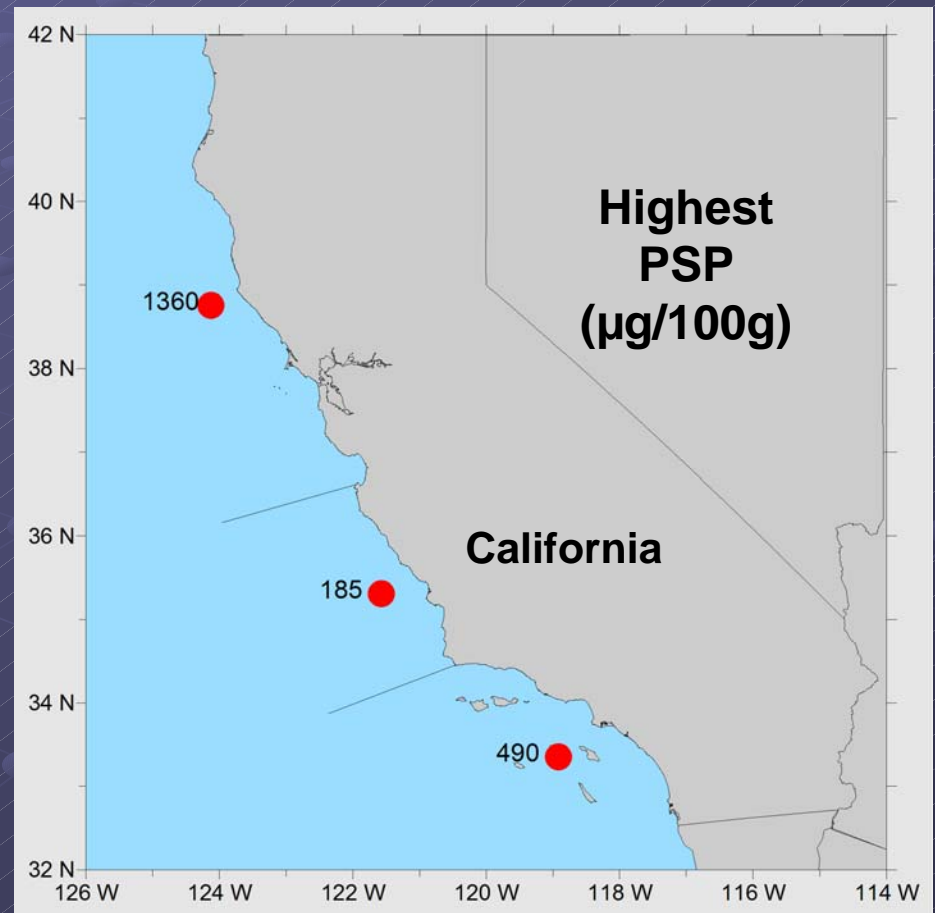 42 N
40 N
38 N
36 N
34 N
32 N
Highest
PSP
(µg/100g)
1360
California
185
490
126 W 124 W 122 W 120 W 118 W 116 W 114 W